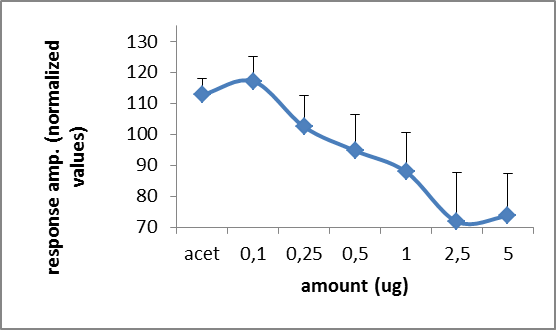 response amp. (normalized
values)
130
120
110
100
90
80
70
acet 0,1 0,25 0,5 1 2,5 5
amount (ug)